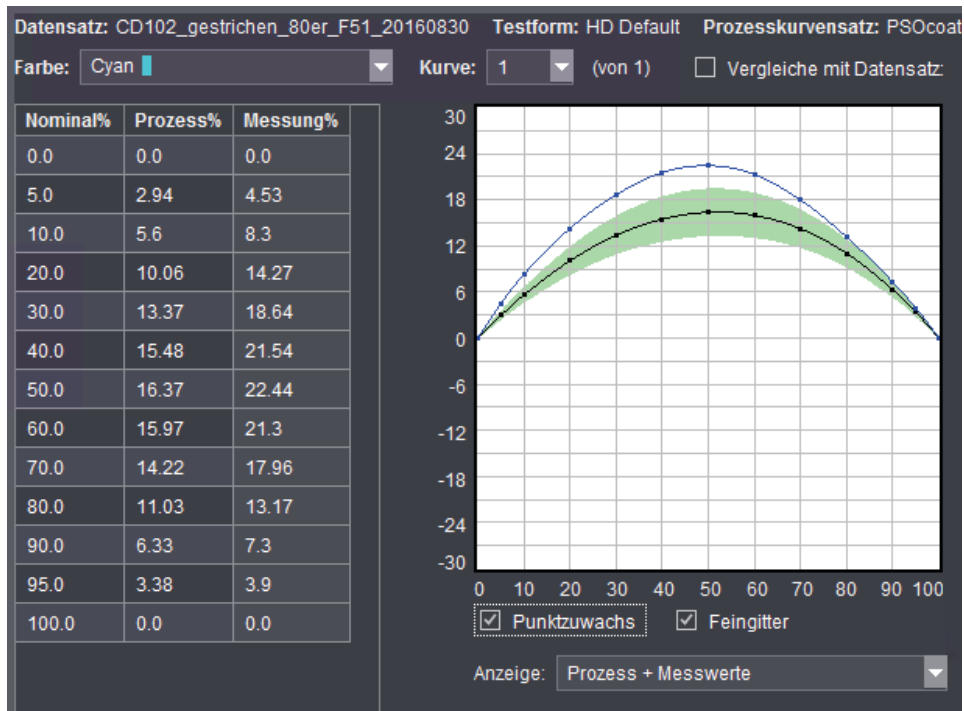 Datensatz: CD102_gestrichen_80er_F51_20160830 Testform: HD Default Prozesskurvensatz: PSOcoat
Farbe: Cyan Kurve: 1 (von 1) Vergleiche mit Datensatz:
Nominal% Prozess% Messung%
0.0 0.0 0.0
5.0 2.94 4.53
10.0 5.6 8.3
20.0 10.06 14.27
30.0 13.37 18.64
40.0 15.48 21.54
50.0 16.37 22.44
60.0 15.97 21.3
70.0 14.22 17.96
80.0 11.03 13.17
90.0 6.33 7.3
95.0 3.38 3.9
100.0 0.0 0.0
30
24
18
12
6
0
-6
-12
-18
-24
-30
0 10 20 30 40 50 60 70 80 90 100
Punktzuwachs Feingitter
Anzeige: Prozess + Messwerte